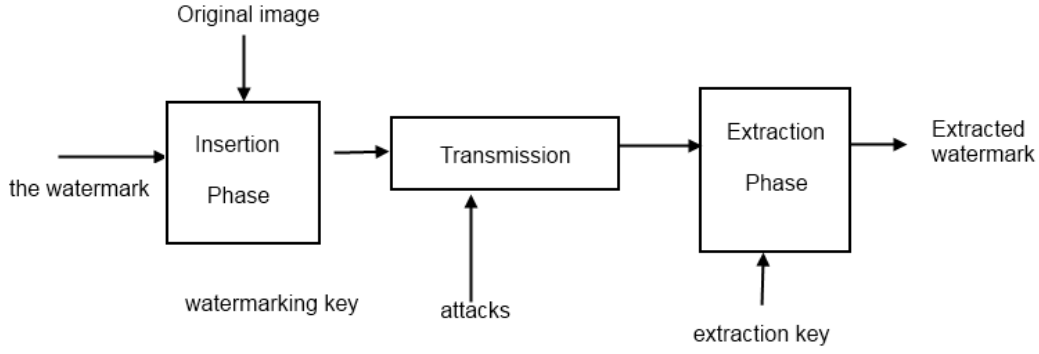 Original image
the watermark
Insertion
Phase
watermarking key
Transmission
attacks
Extraction
Phase
extraction key
Extracted
watermark